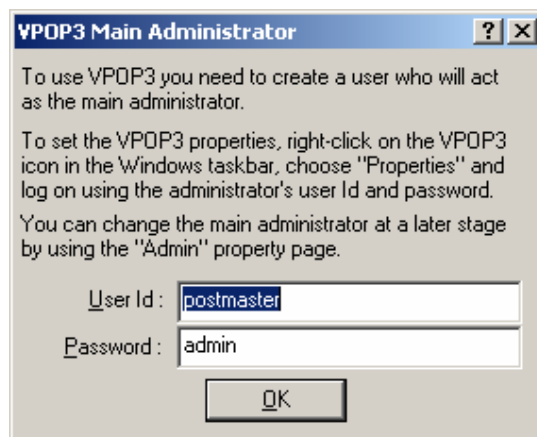 VPOP3 Main Administrator
To use VPOP3 you need to create a user who will act
as the main administrator.
To set the VPOP3 properties, right-click on the VPOP3
icon in the Windows taskbar, choose "Properties" and
log on using the administrator's user Id and password.
You can change the main administrator at a later stage
by using the "Admin" property page.
User Id : postmaster
Password : admin
OK